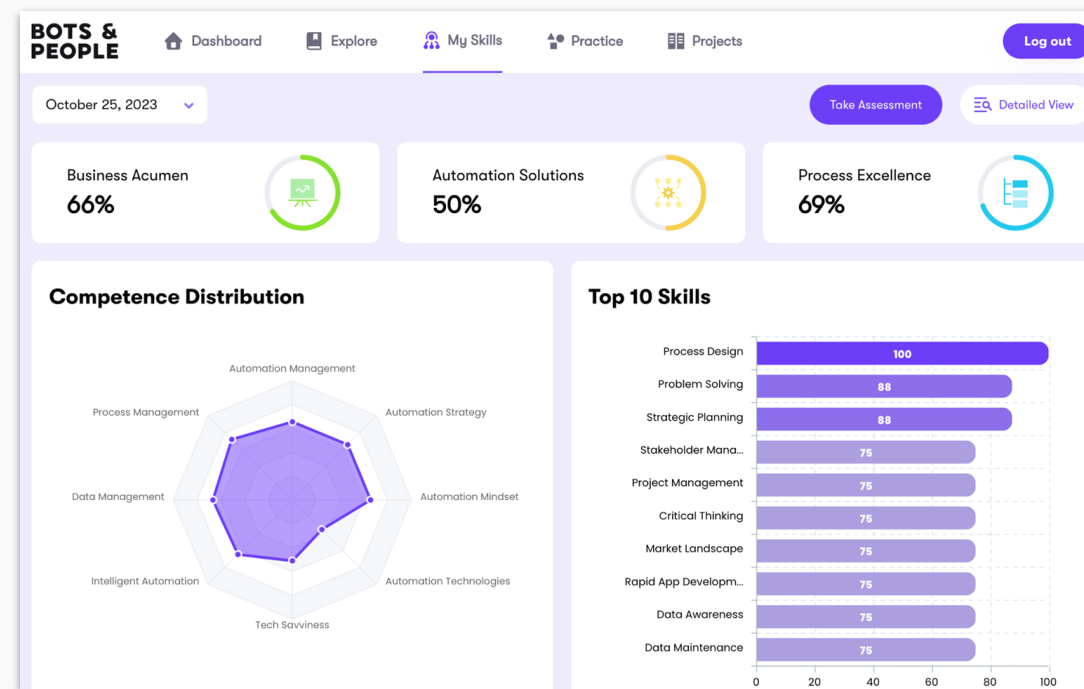 BOTS &
PEOPLE
Dashboard
Explore
My Skills
Practice
Projects
Log out
October 25, 2023
Take Assessment
Detailed View
Business Acumen
66%
Automation Solutions
50%
Process Excellence
69%
Competence Distribution
Automation Management
Process Management
Automation Strategy
Data Management
Automation Mindset
Intelligent Automation
Automation Technologies
Tech Savviness
Top 10 Skills
Process Design 100
Problem Solving 88
Strategic Planning 88
Stakeholder Mana... 75
Project Management 75
Critical Thinking 75
Market Landscape 75
Rapid App Developm... 75
Data Awareness 75
Data Maintenance 75
0 20 40 60 80 100